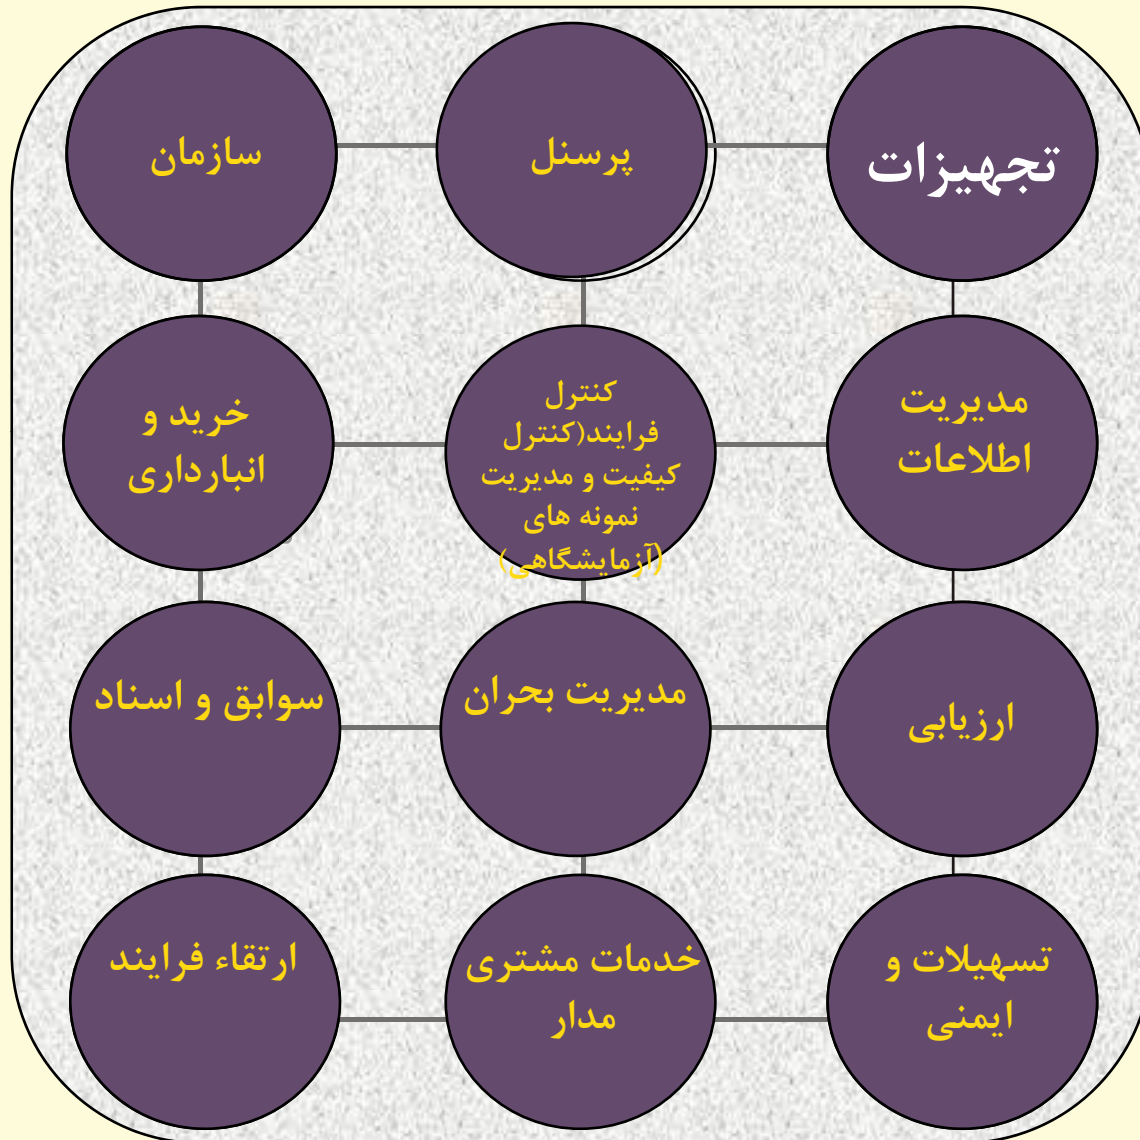 تجهیزات
پرسنل
سازمان
مدیریت
اطلاعات
کنترل
فرایند(کنترل
کیفیت و مدیریت
نمونه های
آزمایشگاهی)
خرید و
انبارداری
ارزیابی
مدیریت بحران
سوابق و اسناد
تسهیلات و
ایمنی
خدمات مشتری
مدار
ارتقاء فرایند